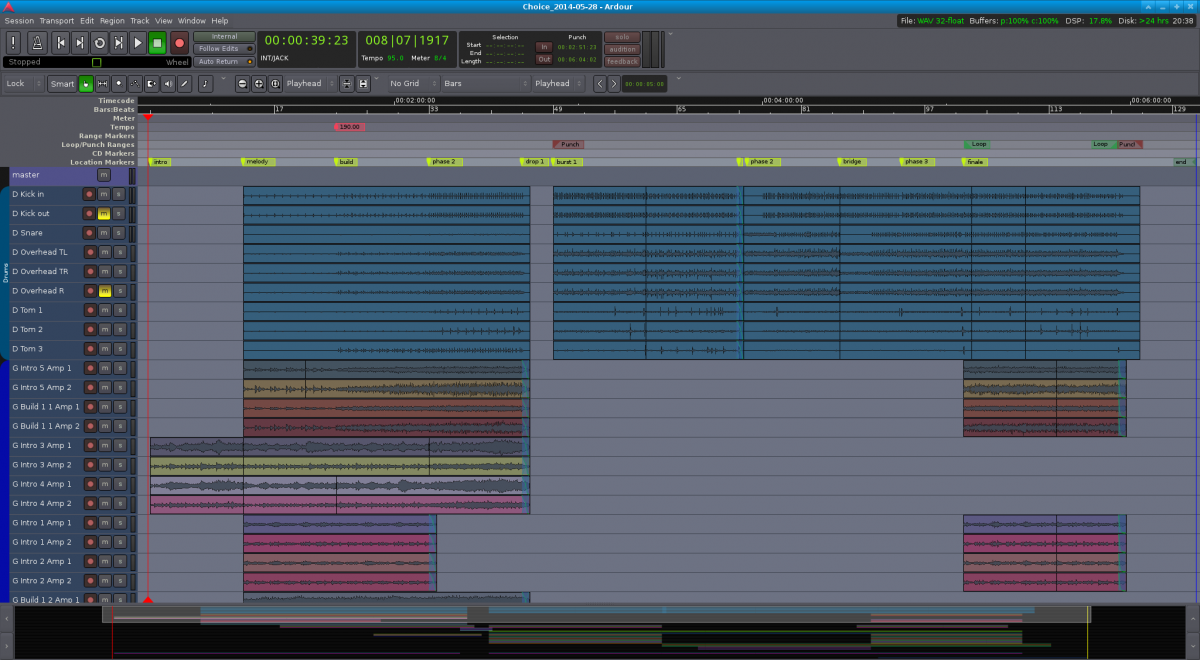 Choice_2014-05-28 - Ardour
Session Transport Edit Region Track View Window Help
File: WAV 32-float Buffers: p:100% c:100% DSP: 17.8% Disk: >24 hrs 20:38
Internal
Follow Edits
Auto Return
Stopped Wheel
00:00:39:23
INT/JACK
008|07|1917
Tempo 95.0 Meter 8/4
Selection
Start --:--:--:--
End --:--:--:--
Length --:--:--:--
Punch
In 00:02:51:23
Out 00:06:04:02
solo
audition
feedback
Lock Smart Playhead No Grid Bars Playhead 00:00:05:00
Timecode 00:02:00:00 00:04:00:00 00:06:00:00
Bars:Beats 17 33 49 65 81 97 113 129
Meter
Tempo 190.00
Range Markers
Loop/Punch Ranges Punch Loop Loop Punch
CD Markers
Location Markers intro melody build phase 2 drop 1 burst 1 phase 2 bridge phase 3 finale end
master m
Drums
D Kick in m s
D Kick out m s
D Snare m s
D Overhead TL m s
D Overhead TR m s
D Overhead R m s
D Tom 1 m s
D Tom 2 m s
D Tom 3 m s
G Intro 5 Amp 1 m s
G Intro 5 Amp 2 m s
G Build 1 1 Amp 1 m s
G Build 1 1 Amp 2 m s
G Intro 3 Amp 1 m s
G Intro 3 Amp 2 m s
G Intro 4 Amp 1 m s
G Intro 4 Amp 2 m s
G Intro 1 Amp 1 m s
G Intro 1 Amp 2 m s
G Intro 2 Amp 1 m s
G Intro 2 Amp 2 m s
G Build 1 2 Amp 1 m s